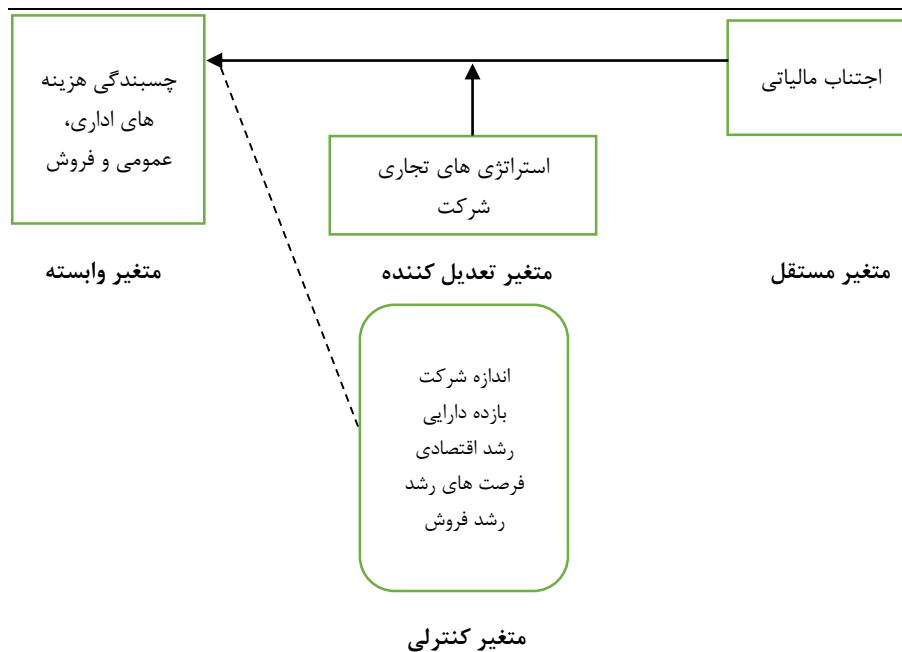 اجتناب مالیاتی
چسبندگی هزینه
های اداری،
عمومی و فروش
استراتژی های تجاری
شرکت
متغیر مستقل
متغیر تعدیل کننده
متغیر وابسته
اندازه شرکت
بازده دارایی
رشد اقتصادی
فرصت های رشد
رشد فروش
متغیر کنترلی